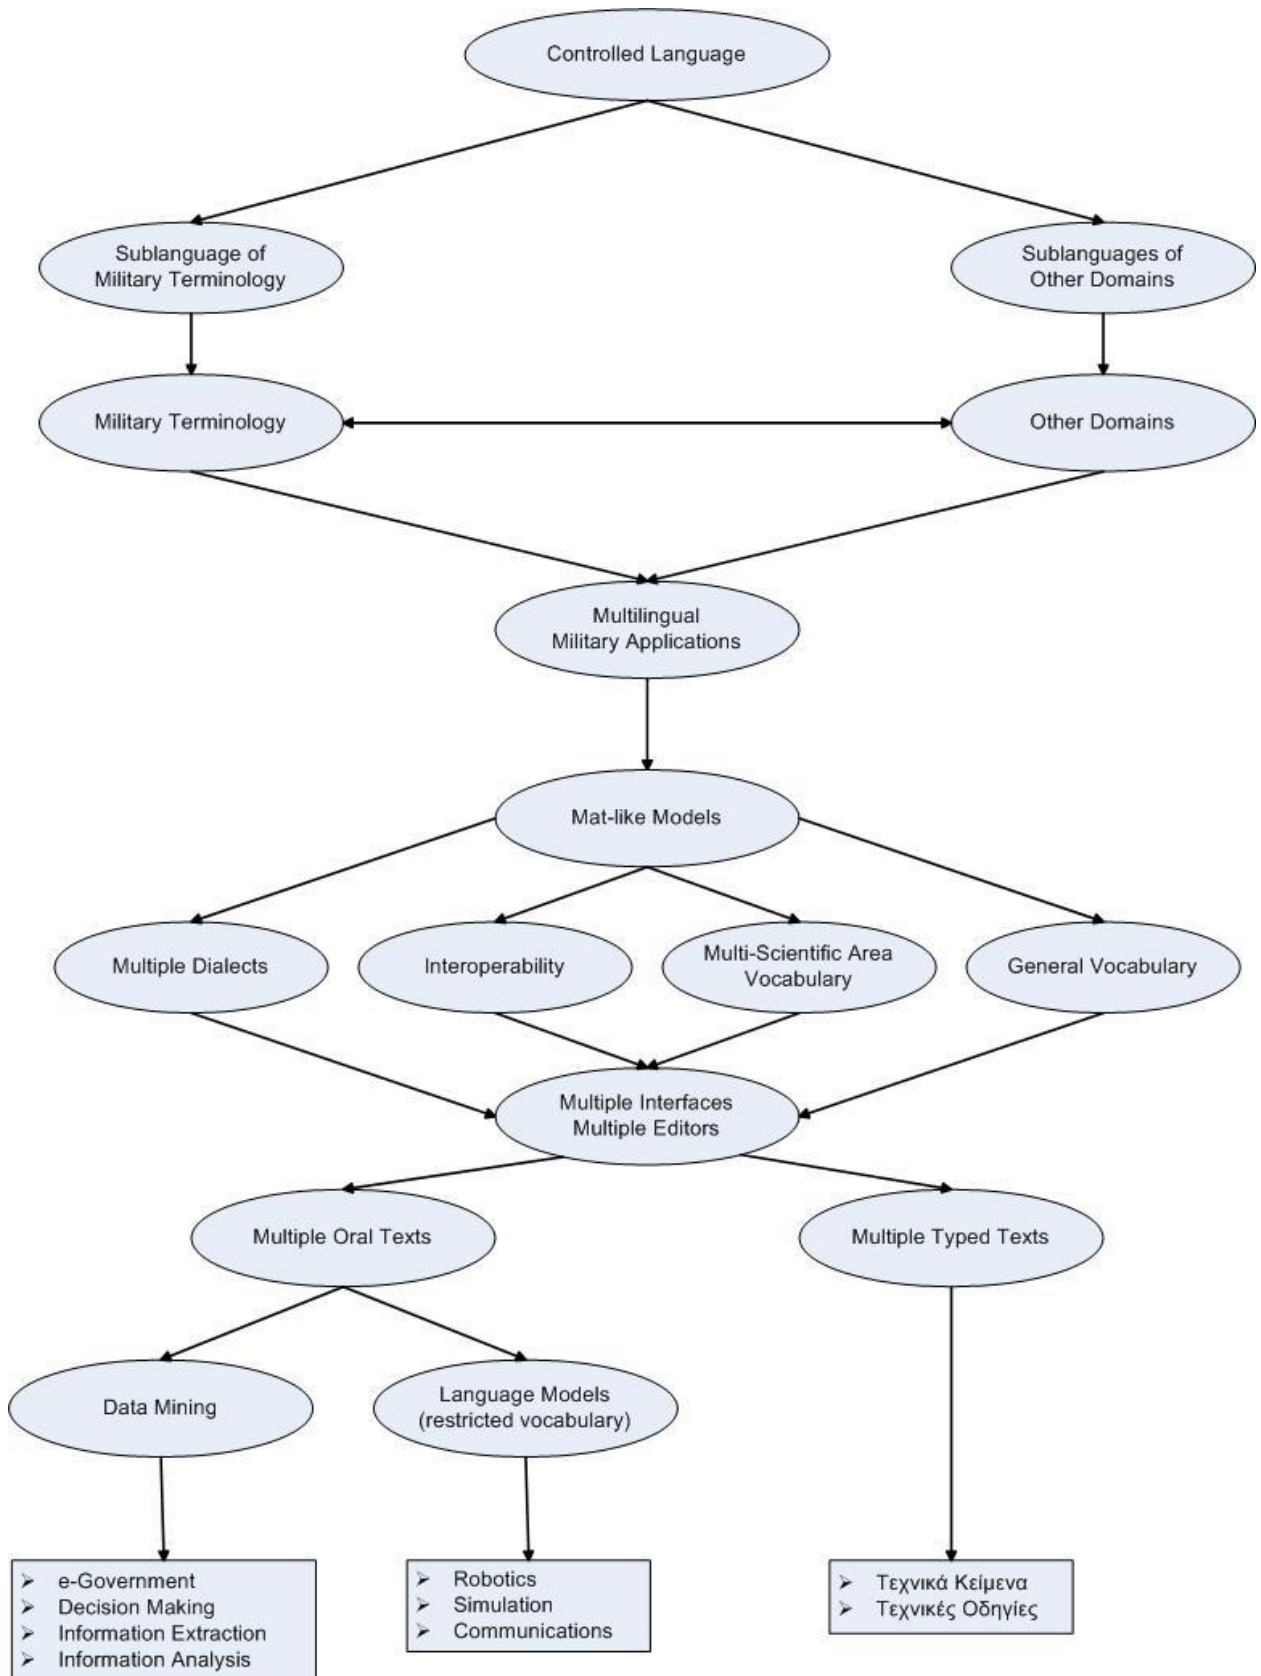 Controlled Language
Sublanguage of
Military Terminology
Sublanguages of
Other Domains
Military Terminology
Other Domains
Multilingual
Military Applications
Mat-like Models
Multiple Dialects
Interoperability
Multi-Scientific Area
Vocabulary
General Vocabulary
Multiple Interfaces
Multiple Editors
Multiple Oral Texts
Multiple Typed Texts
Data Mining
Language Models
(restricted vocabulary)
➢ e-Government
➢ Decision Making
➢ Information Extraction
➢ Information Analysis
➢ Robotics
➢ Simulation
➢ Communications
➢ Τεχνικά Κείμενα
➢ Τεχνικές Οδηγίες